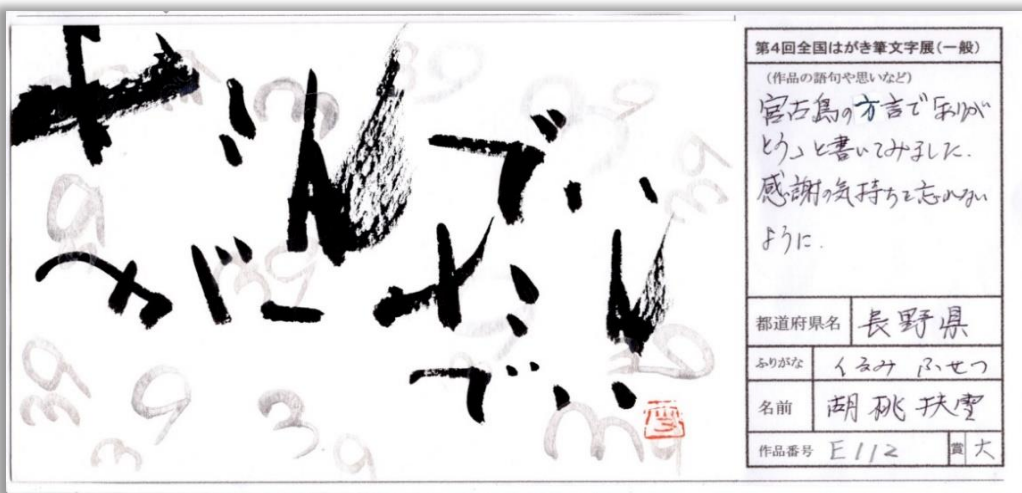 たんでぃ
がーたん
でぃ
雪
第4回全国はがき筆文字展(一般)
(作品の語句や思いなど)
宮古島の方言で「ありが
とう」と書いてみました.
感謝の気持ちを忘れない
ように.
都道府県名 長野県
ふりがな くるみ ふせつ
名前 胡桃扶雪
作品番号 E112 賞 大